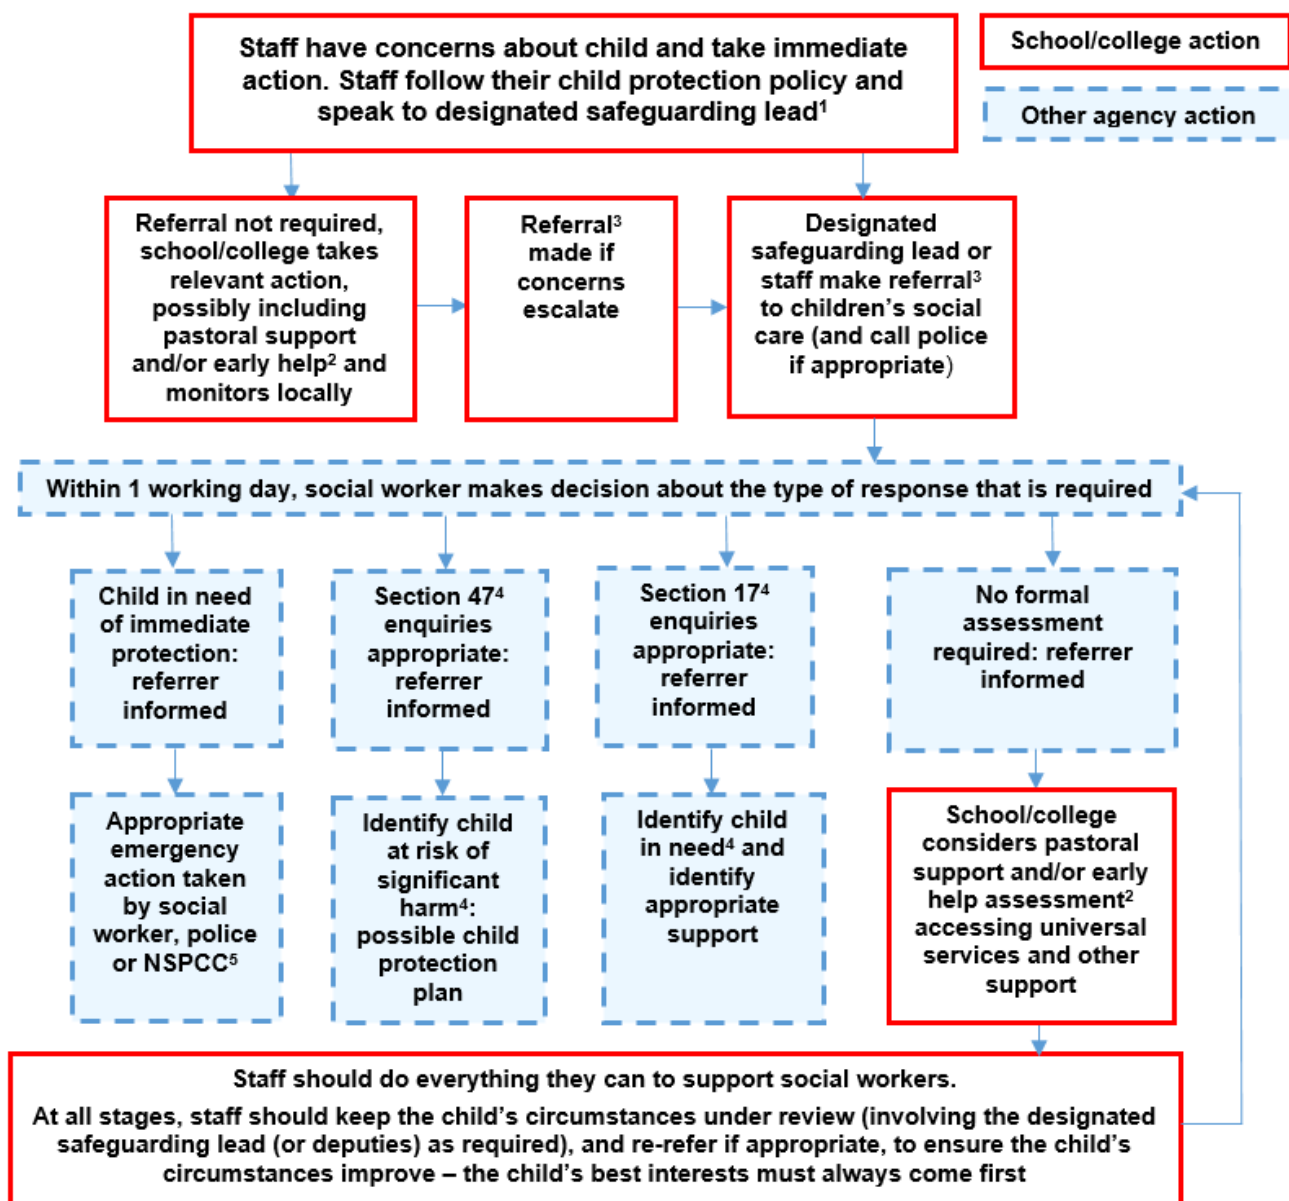 Staff have concerns about child and take immediate
action. Staff follow their child protection policy and
speak to designated safeguarding lead¹
School/college action
Other agency action
Referral not required,
school/college takes
relevant action,
possibly including
pastoral support
and/or early help² and
monitors locally
Referral³
made if
concerns
escalate
Designated
safeguarding lead or
staff make referral³
to children’s social
care (and call police
if appropriate)
Within 1 working day, social worker makes decision about the type of response that is required
Child in need
of immediate
protection:
referrer
informed
Section 47⁴
enquiries
appropriate:
referrer
informed
Section 17⁴
enquiries
appropriate:
referrer
informed
No formal
assessment
required: referrer
informed
Appropriate
emergency
action taken
by social
worker, police
or NSPCC⁵
Identify child
at risk of
significant
harm⁴:
possible child
protection
plan
Identify child
in need⁴ and
identify
appropriate
support
School/college
considers pastoral
support and/or early
help assessment²
accessing universal
services and other
support
Staff should do everything they can to support social workers.
At all stages, staff should keep the child’s circumstances under review (involving the designated
safeguarding lead (or deputies) as required), and re-refer if appropriate, to ensure the child’s
circumstances improve – the child’s best interests must always come first